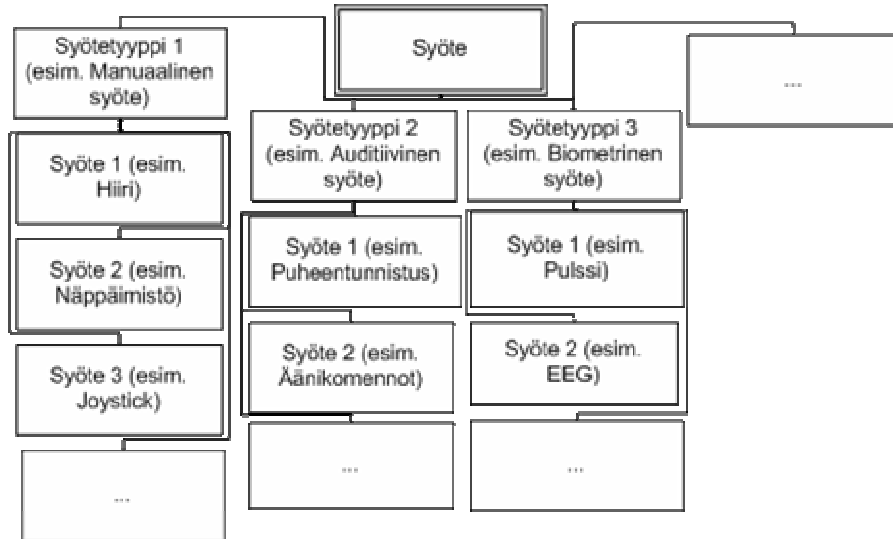 Syöte
Syötetyyppi 1
(esim. Manuaalinen
syöte)
Syöte 1 (esim.
Hiiri)
Syöte 2 (esim.
Näppäimistö)
Syöte 3 (esim.
Joystick)
...
Syötetyyppi 2
(esim. Auditiivinen
syöte)
Syöte 1 (esim.
Puheentunnistus)
Syöte 2 (esim.
Äänikomennot)
...
Syötetyyppi 3
(esim. Biometrinen
syöte)
Syöte 1 (esim.
Pulssi)
Syöte 2 (esim.
EEG)
...
...